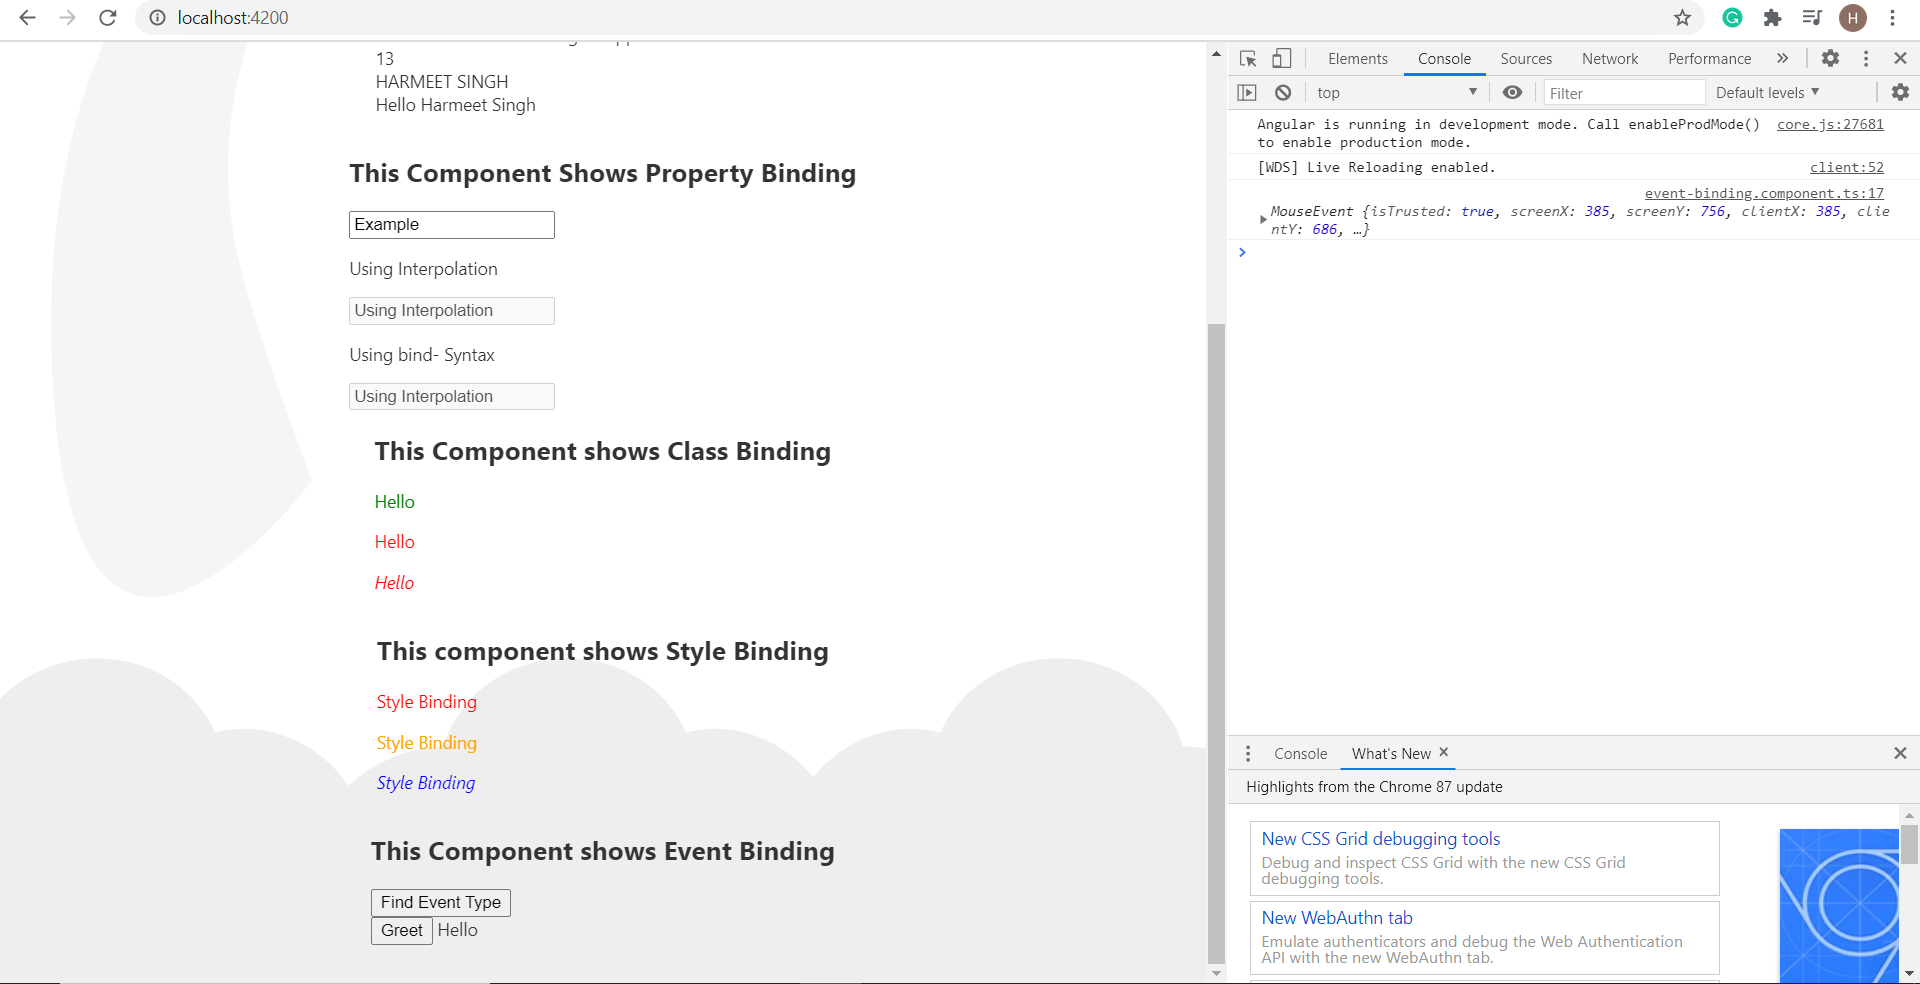 localhost:4200
H
13
HARMEET SINGH
Hello Harmeet Singh
This Component Shows Property Binding
Example
Using Interpolation
Using Interpolation
Using bind- Syntax
Using Interpolation
This Component shows Class Binding
Hello
Hello
Hello
This component shows Style Binding
Style Binding
Style Binding
Style Binding
This Component shows Event Binding
Find Event Type
Greet Hello
Elements Console Sources Network Performance »
top Filter Default levels
Angular is running in development mode. Call enableProdMode() core.js:27681
to enable production mode.
[WDS] Live Reloading enabled. client:52
event-binding.component.ts:17
MouseEvent {isTrusted: true, screenX: 385, screenY: 756, clientX: 385, clie
ntY: 686, …}
Console What's New
Highlights from the Chrome 87 update
New CSS Grid debugging tools
Debug and inspect CSS Grid with the new CSS Grid
debugging tools.
New WebAuthn tab
Emulate authenticators and debug the Web Authentication
API with the new WebAuthn tab.